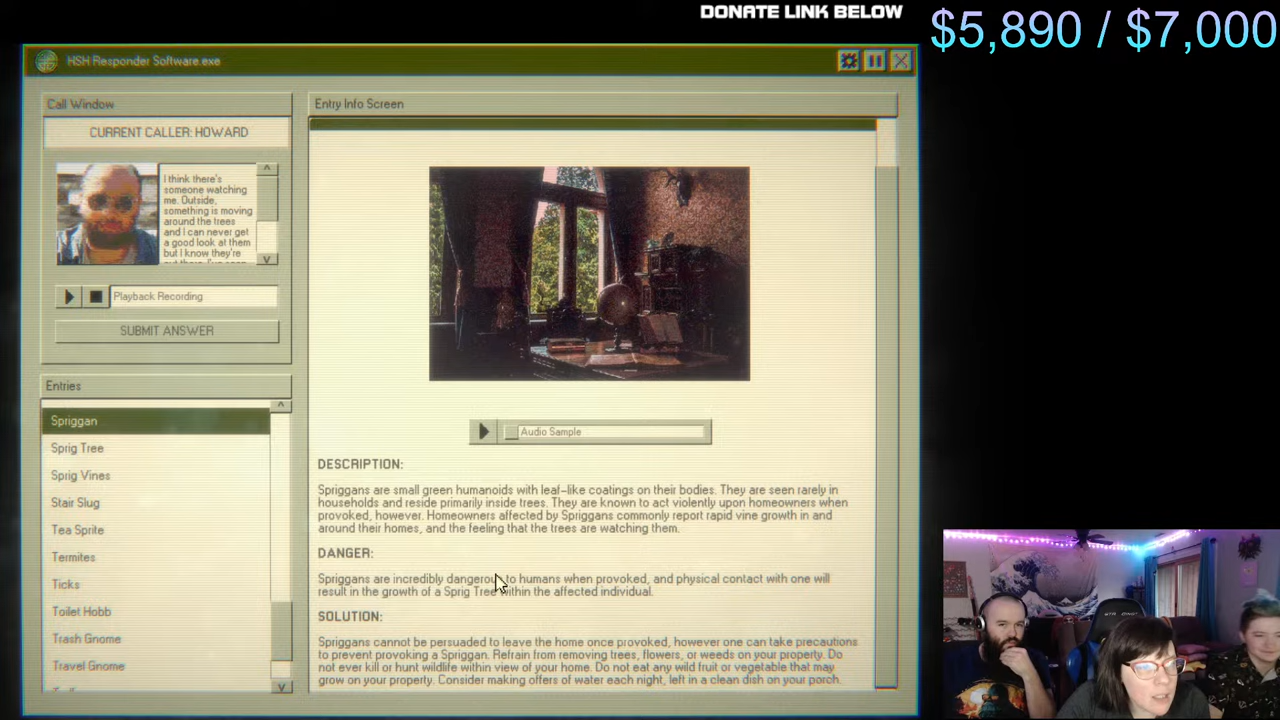 DONATE LINK BELOW
$5,890 / $7,000
HSH Responder Software.exe
Call Window
CURRENT CALLER: HOWARD
I think there's
someone watching
me. Outside,
something is moving
around the trees
and I can never get
a good look at them
but I know they're
Playback Recording
SUBMIT ANSWER
Entries
Spriggan
Sprig Tree
Sprig Vines
Stair Slug
Tea Sprite
Termites
Ticks
Toilet Hobb
Trash Gnome
Travel Gnome
Entry Info Screen
Audio Sample
DESCRIPTION:
Spriggans are small green humanoids with leaf-like coatings on their bodies. They are seen rarely in
households and reside primarily inside trees. They are known to act violently upon homeowners when
provoked, however. Homeowners affected by Spriggans commonly report rapid vine growth in and
around their homes, and the feeling that the trees are watching them.
DANGER:
Spriggans are incredibly dangerous to humans when provoked, and physical contact with one will
result in the growth of a Sprig Tree within the affected individual.
SOLUTION:
Spriggans cannot be persuaded to leave the home once provoked, however one can take precautions
to prevent provoking a Spriggan. Refrain from removing trees, flowers, or weeds on your property. Do
not ever kill or hunt wildlife within view of your home. Do not eat any wild fruit or vegetable that may
grow on your property. Consider making offers of water each night, left in a clean dish on your porch.